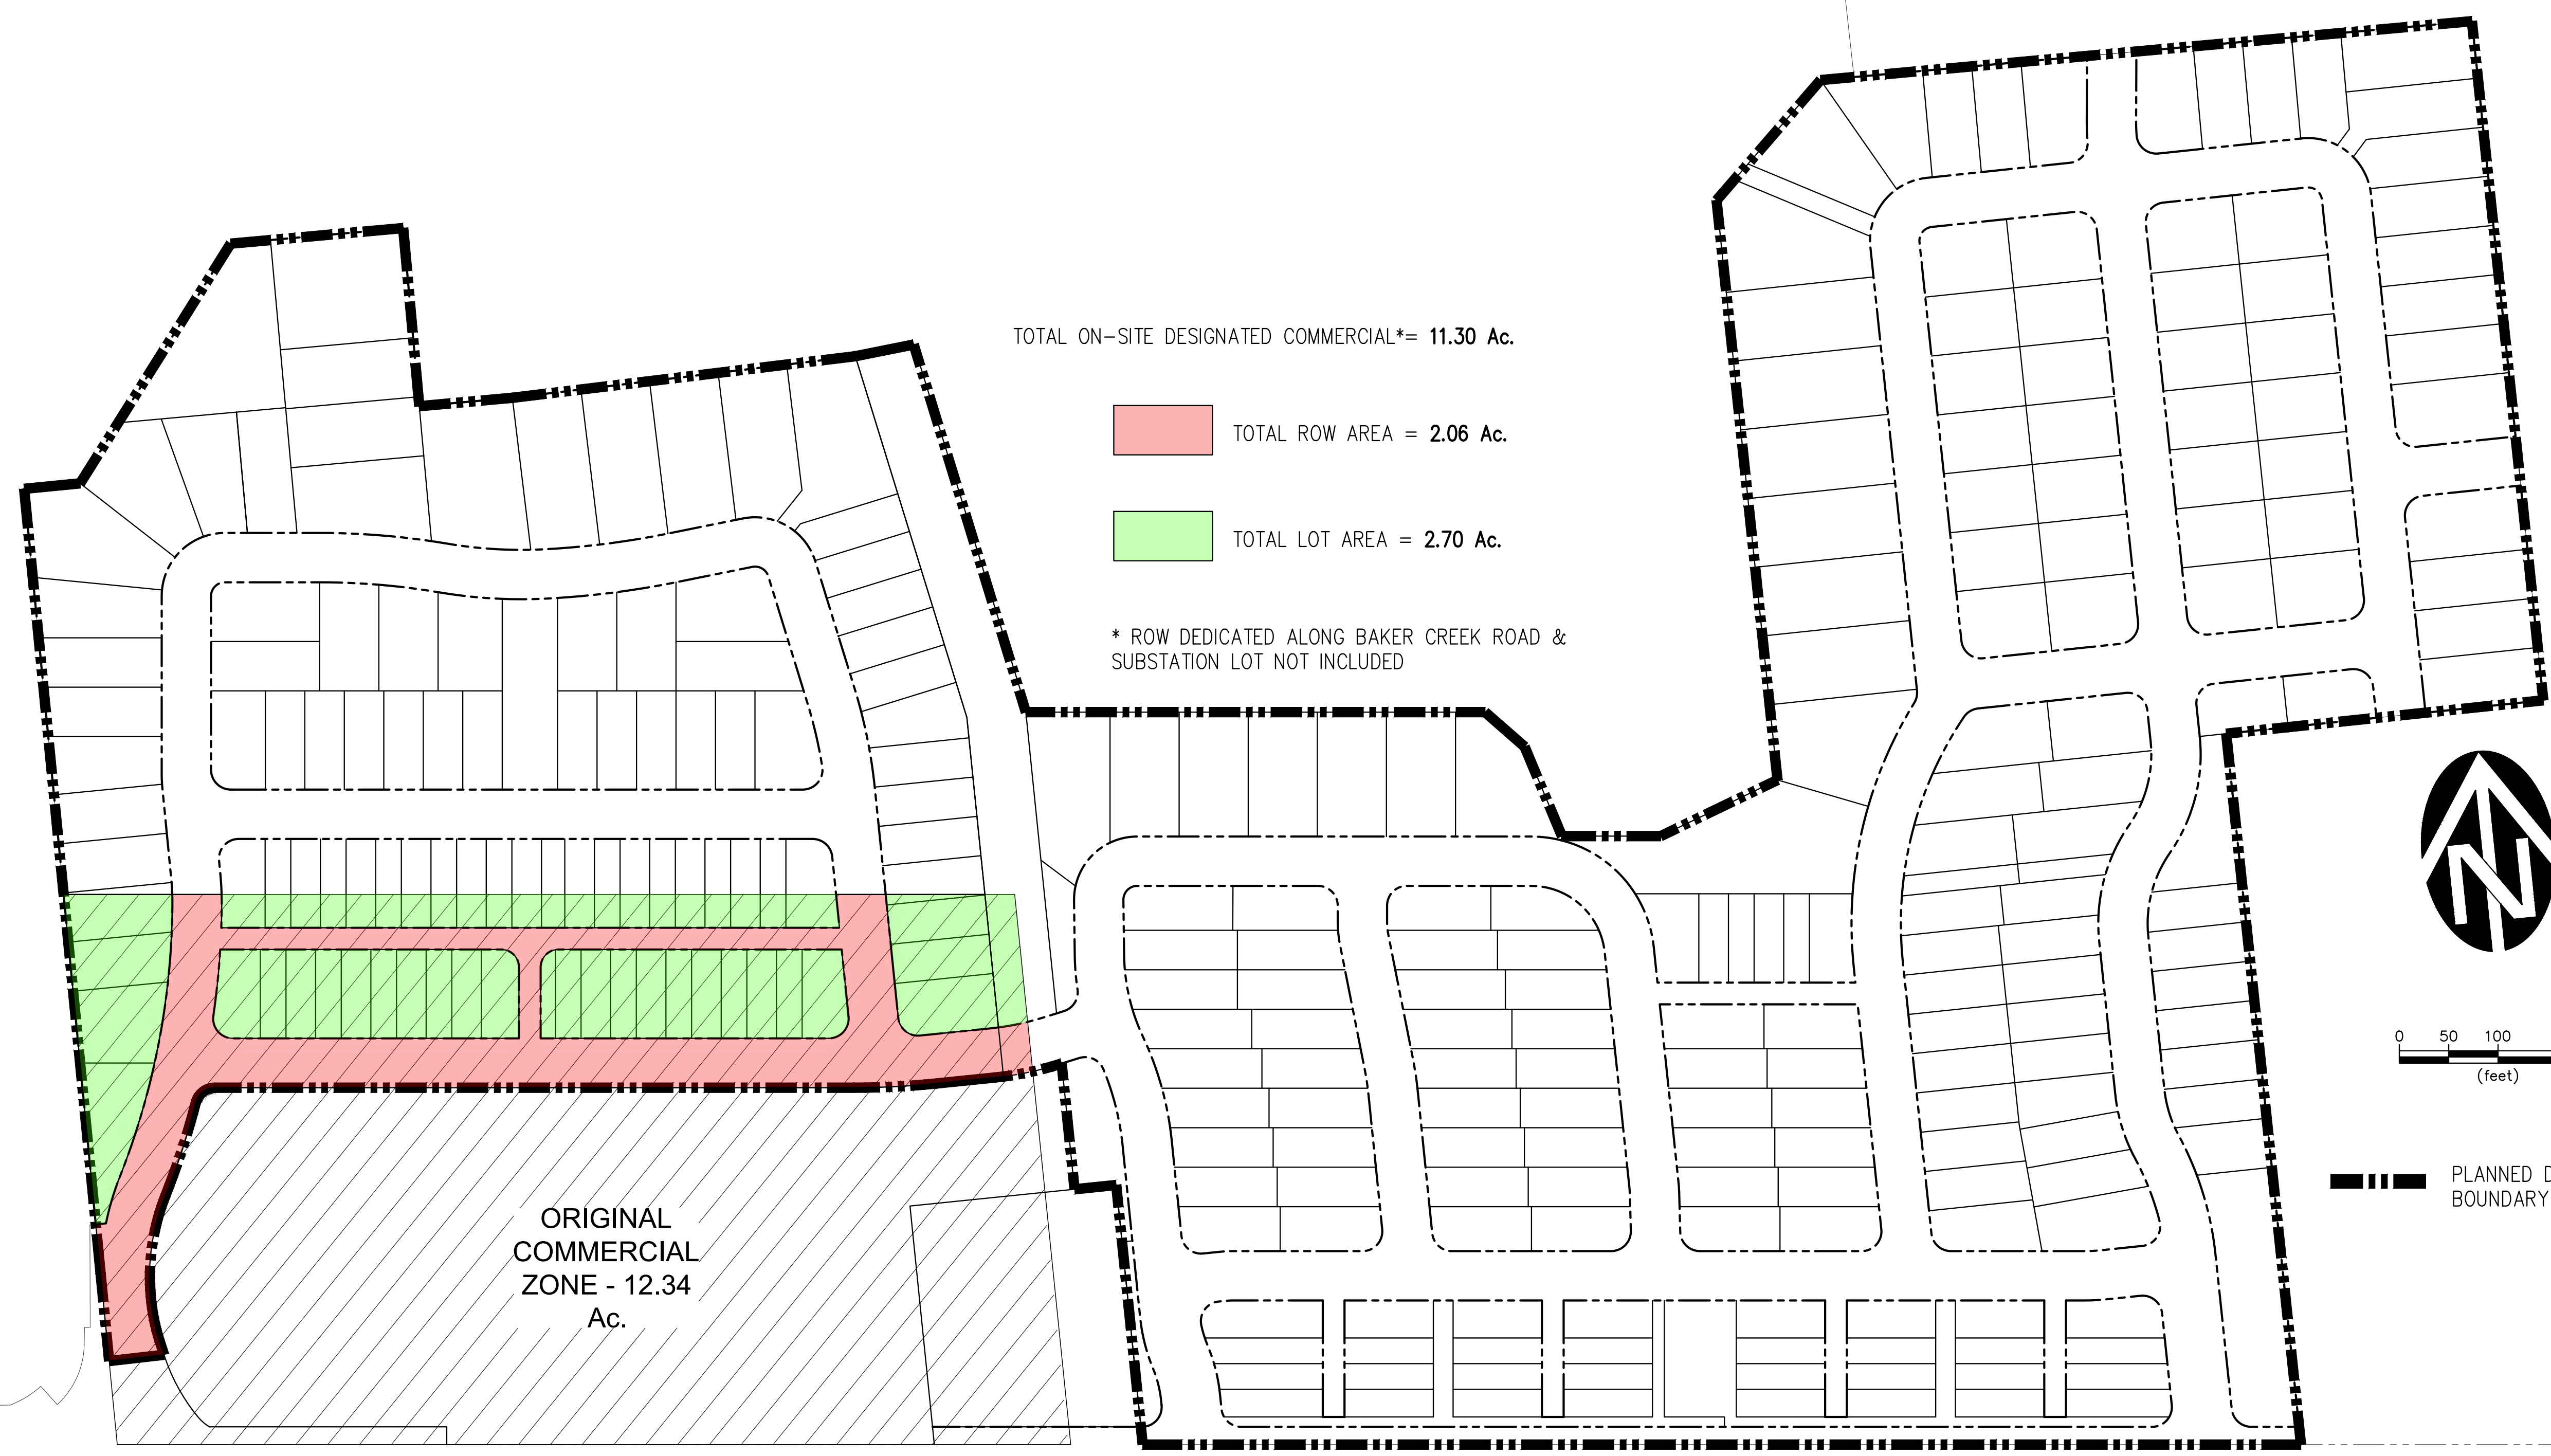 TOTAL ON-SITE DESIGNATED COMMERCIAL*= 11.30 Ac.
TOTAL ROW AREA = 2.06 Ac.
TOTAL LOT AREA = 2.70 Ac.
* ROW DEDICATED ALONG BAKER CREEK ROAD &
SUBSTATION LOT NOT INCLUDED
N
0 50 100
(feet)
PLANNED D
BOUNDARY
ORIGINAL
COMMERCIAL
ZONE - 12.34
Ac.